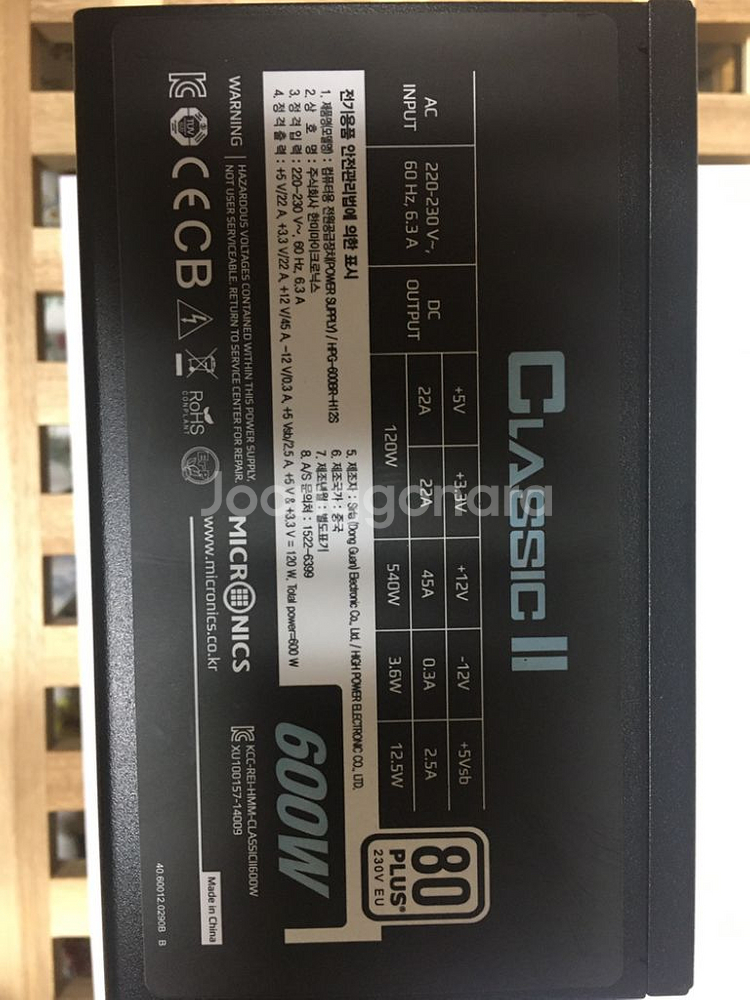 CLASSIC II
AC INPUT
220-230 V~, 60 Hz, 6.3 A
DC OUTPUT
+5V +3.3V +12V -12V +5Vsb
22A 22A 45A 0.3A 2.5A
120W 540W 3.6W 12.5W
80 PLUS®
230V EU
전기용품 안전관리법에 의한 표시
1. 제품명(모델명) : 컴퓨터용 전원공급장치(POWER SUPPLY) / HPG-600BR-H12S
2. 상 호 명 : 주식회사 한미마이크로닉스
3. 정 격 입 력 : 220-230 V~, 60 Hz, 6.3 A
4. 정 격 출 력 : +5 V/22 A, +3.3 V/22 A, +12 V/45 A, -12 V/0.3 A, +5 Vsb/2.5 A, +5 V & +3.3 V = 120 W, Total power=600 W
5. 제조자 : Sirfa (Dong Guan) Electronic Co., Ltd. / HIGH POWER ELECTRONIC CO., LTD.
6. 제조국가 : 중국
7. 제조년월 : 별도표기
8. A/S 문의처 : 1522-6399
600W
WARNING
HAZARDOUS VOLTAGES CONTAINED WITHIN THIS POWER SUPPLY,
NOT USER SERVICEABLE. RETURN TO SERVICE CENTER FOR REPAIR.
MICRONICS
www.micronics.co.kr
KCC-REI-HMM-CLASSICII600W
XU100157-14009
CE CB
RoHS
COMPLIANT
Made in China
40.60012.0290B B
Joonggonara